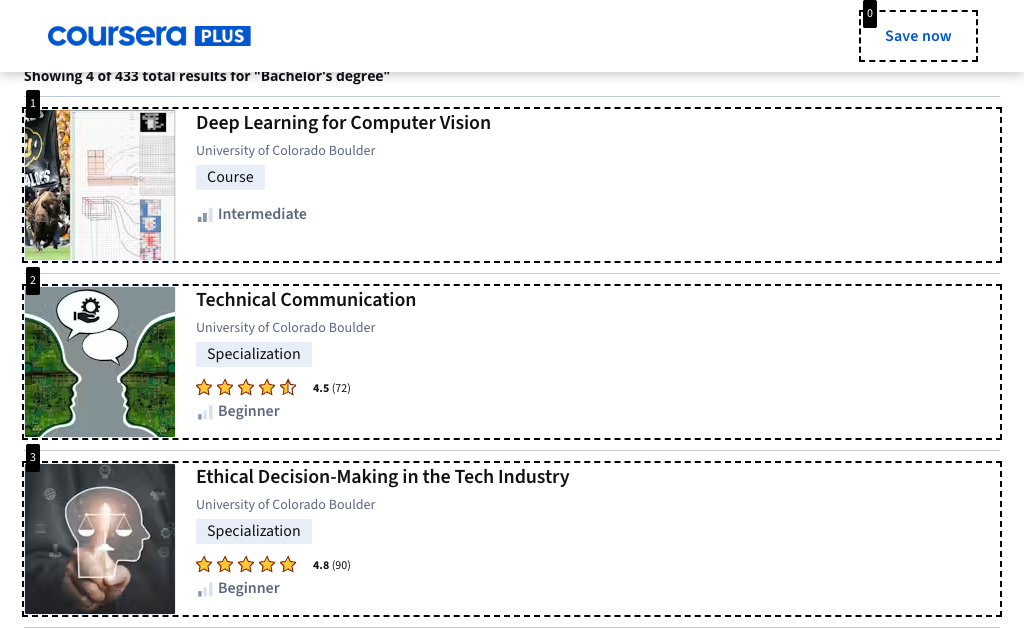 coursera PLUS
0
Save now
Showing 4 of 433 total results for "Bachelor's degree"
1
Deep Learning for Computer Vision
University of Colorado Boulder
Course
Intermediate
2
Technical Communication
University of Colorado Boulder
Specialization
4.5 (72)
Beginner
3
Ethical Decision-Making in the Tech Industry
University of Colorado Boulder
Specialization
4.8 (90)
Beginner